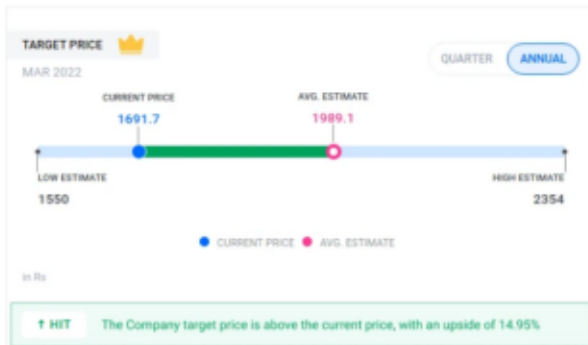 TARGET PRICE
MAR 2022
QUARTER ANNUAL
CURRENT PRICE AVG. ESTIMATE
1691.7 1989.1
LOW ESTIMATE HIGH ESTIMATE
1550 2354
CURRENT PRICE AVG. ESTIMATE
in Rs
↑ HIT The Company target price is above the current price, with an upside of 14.95%